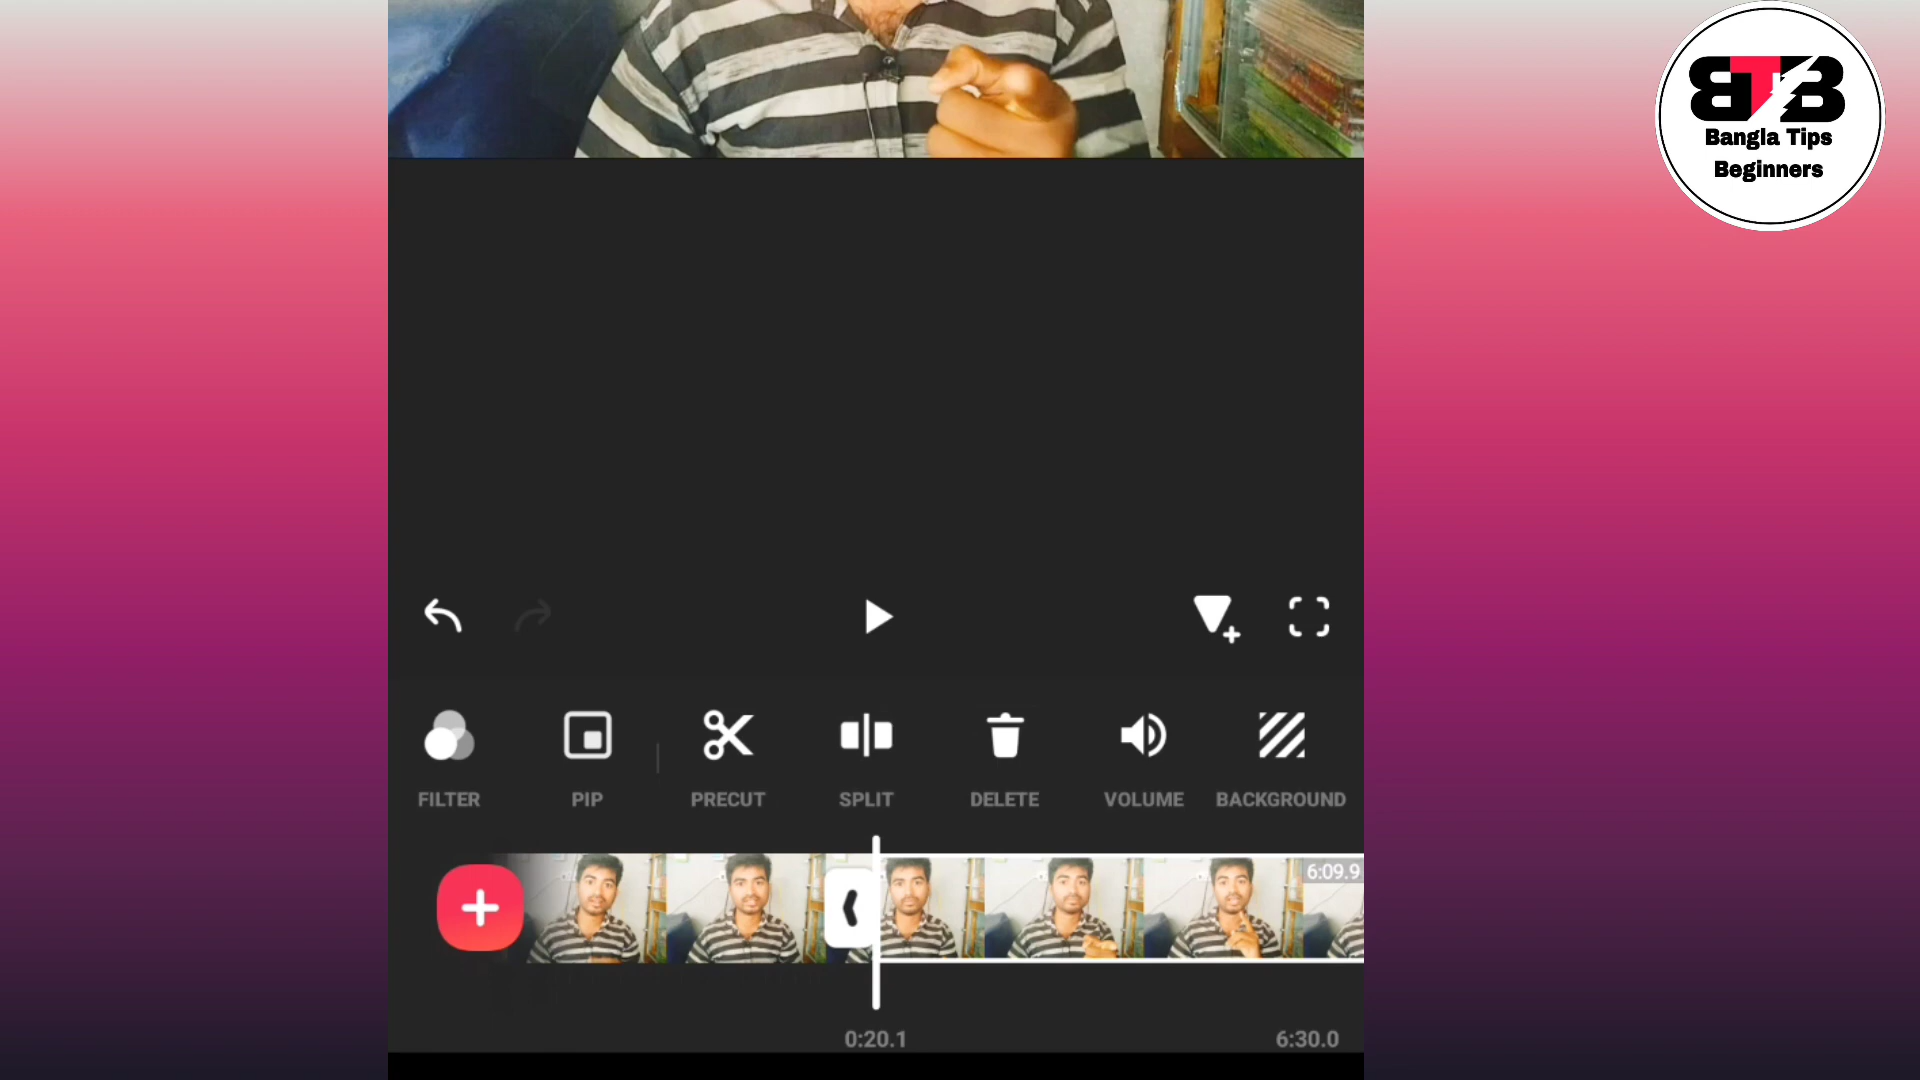 Bangla Tips
Beginners
FILTER
PIP
PRECUT
SPLIT
DELETE
VOLUME
BACKGROUND
6:09.9
0:20.1
6:30.0